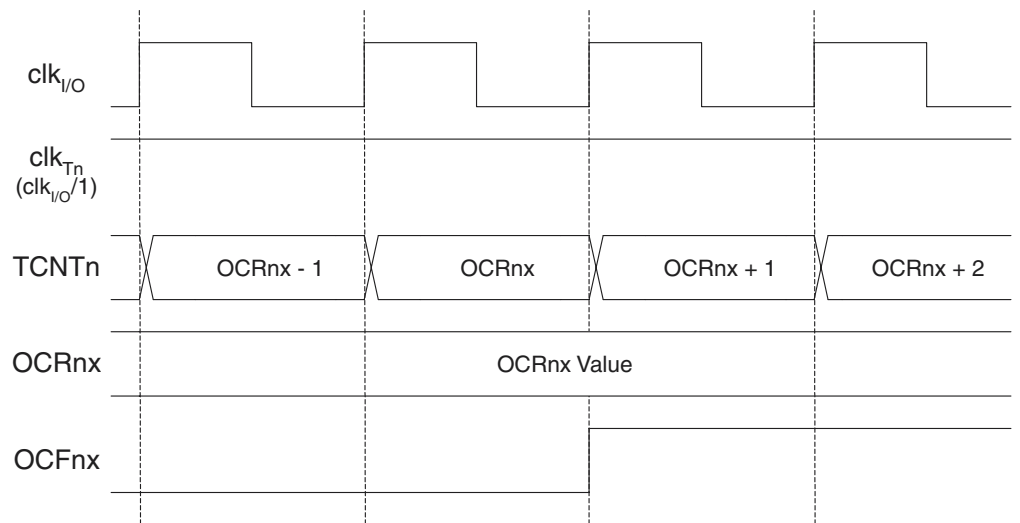 clkI/O
clkTn
(clkI/O/1)
TCNTn
OCRnx - 1
OCRnx
OCRnx + 1
OCRnx + 2
OCRnx
OCRnx Value
OCFnx